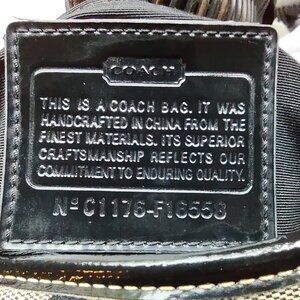 COACH
THIS IS A COACH BAG. IT WAS
HANDCRAFTED IN CHINA FROM THE
FINEST MATERIALS. ITS SUPERIOR
CRAFTSMANSHIP REFLECTS OUR
COMMITMENT TO ENDURING QUALITY.
Nº C1176-F16558